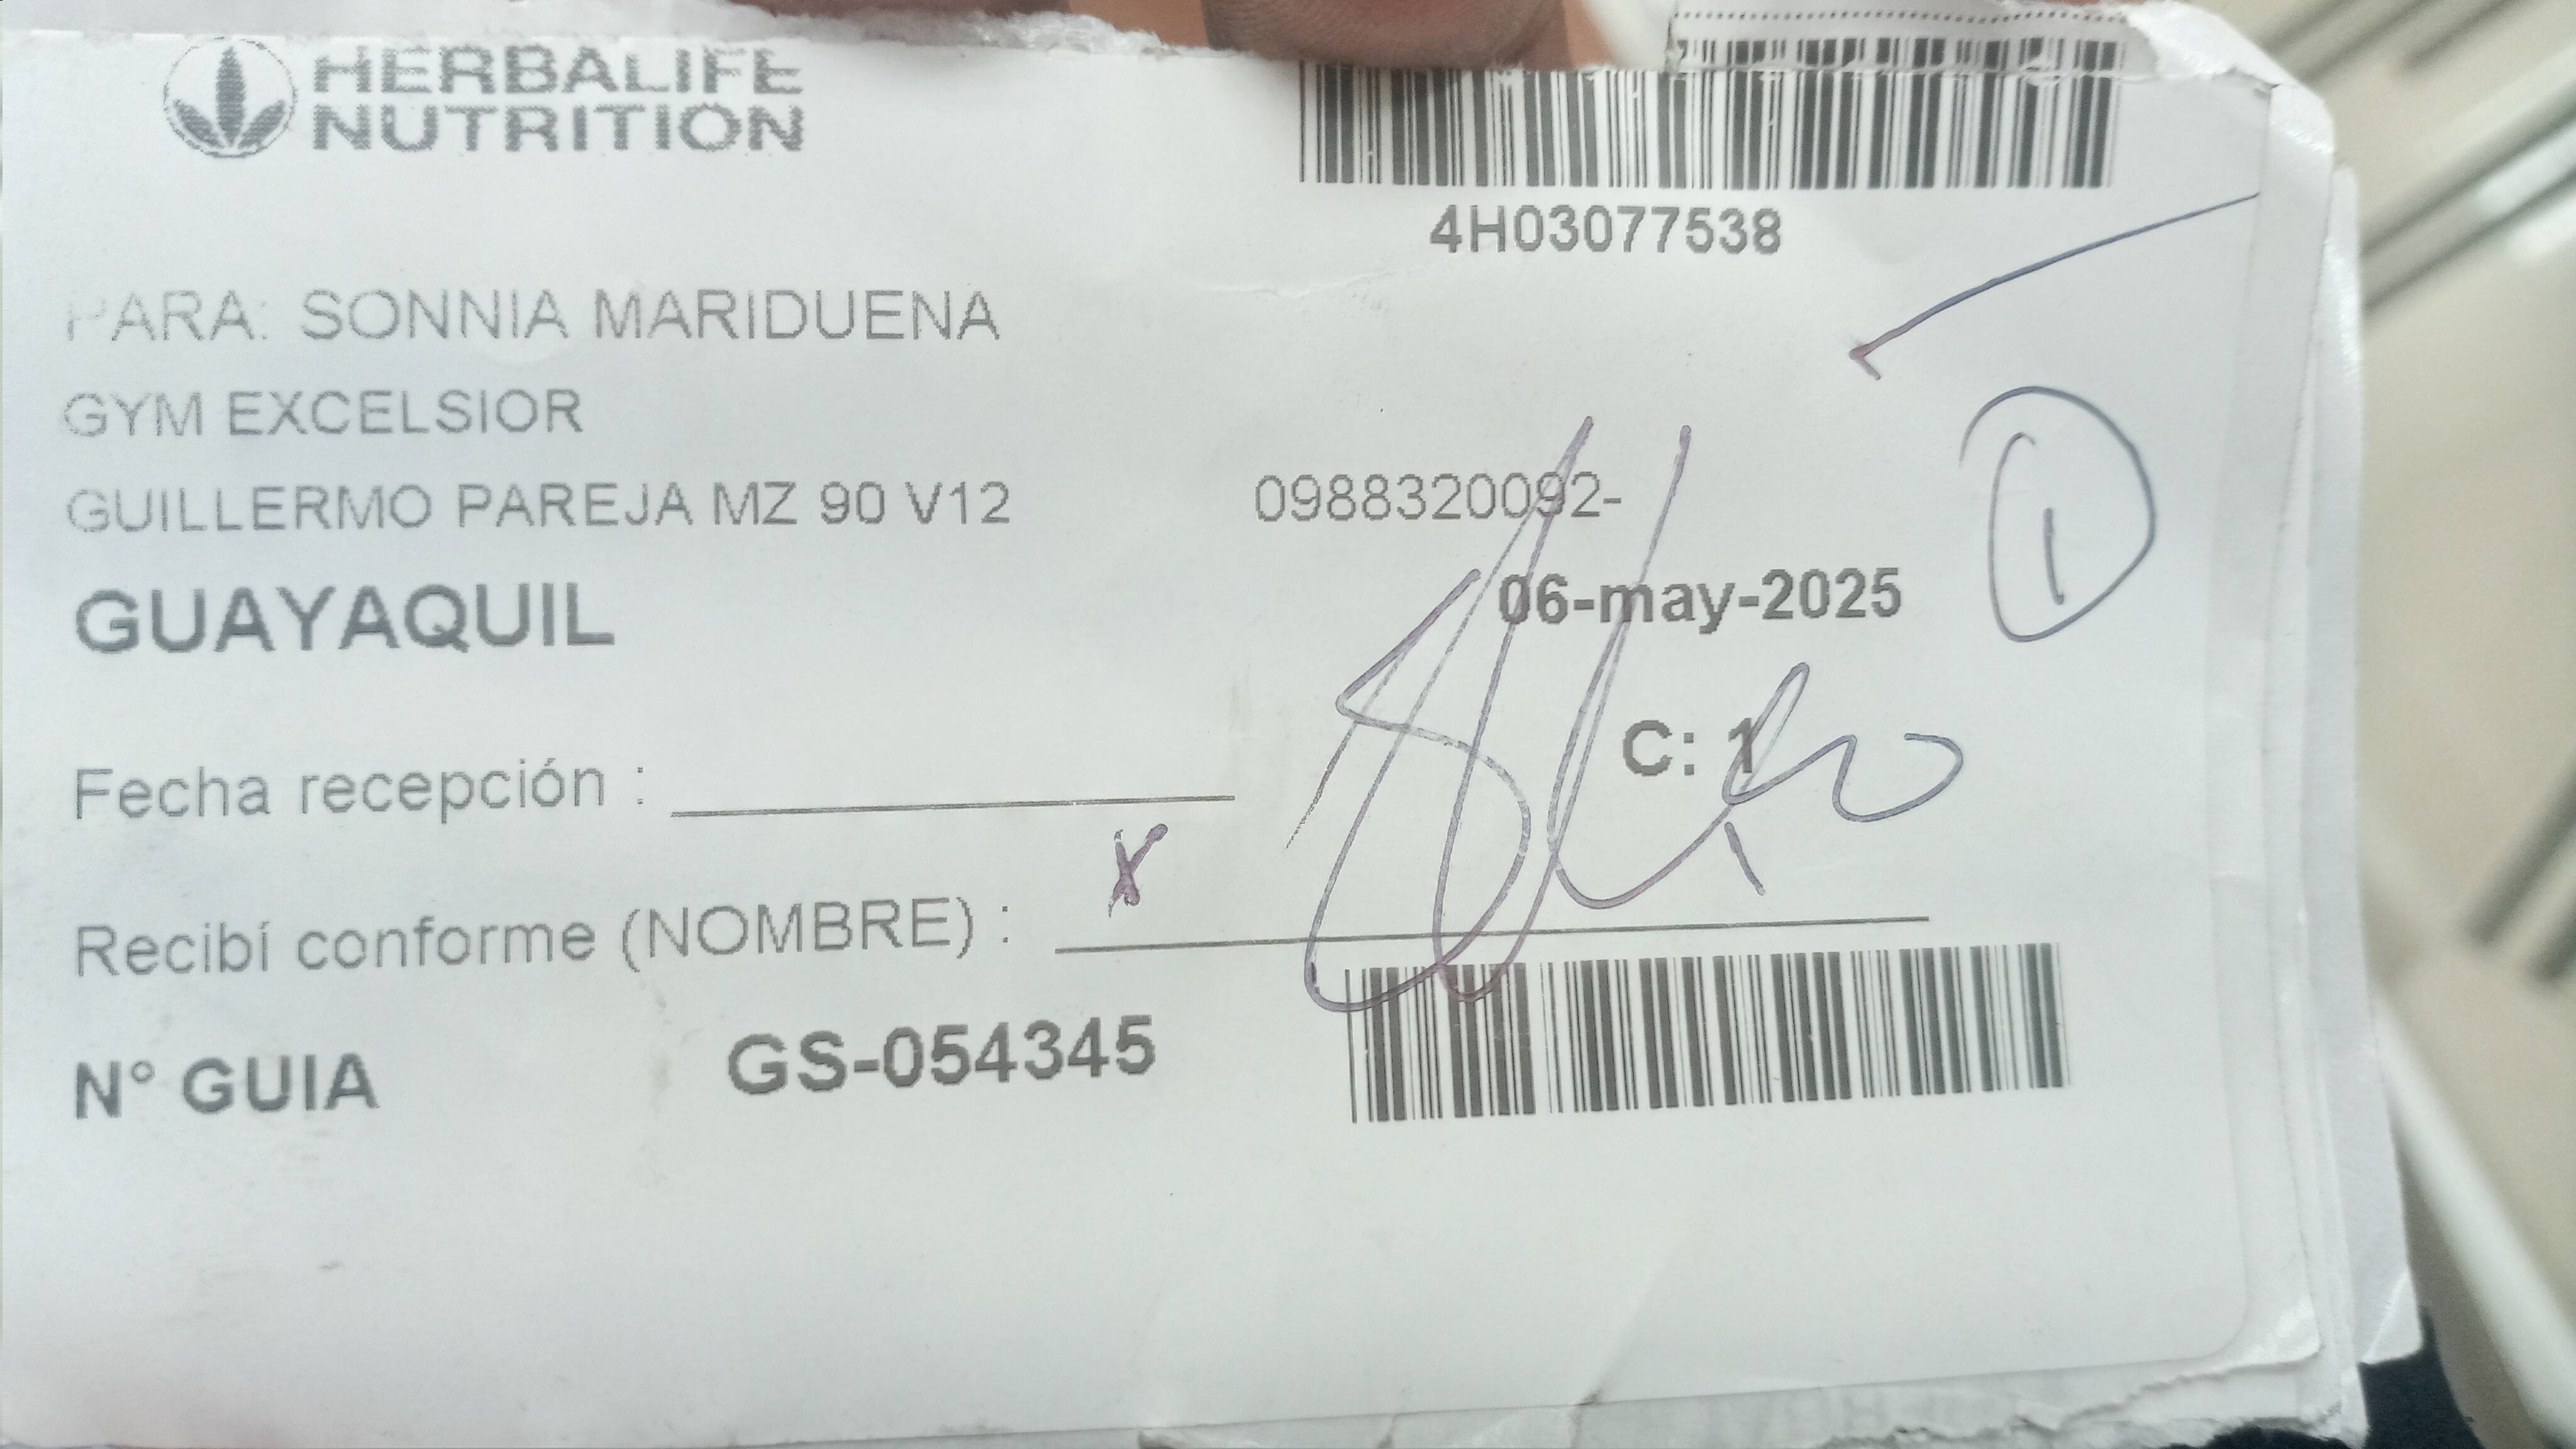 HERBALIFE
NUTRITION
4H03077538
PARA: SONNIA MARIDUENA
GYM EXCELSIOR
GUILLERMO PAREJA MZ 90 V12 0988320092-
GUAYAQUIL 06-may-2025
1
C: 1
Fecha recepción :
X
Recibí conforme (NOMBRE) :
N° GUIA GS-054345